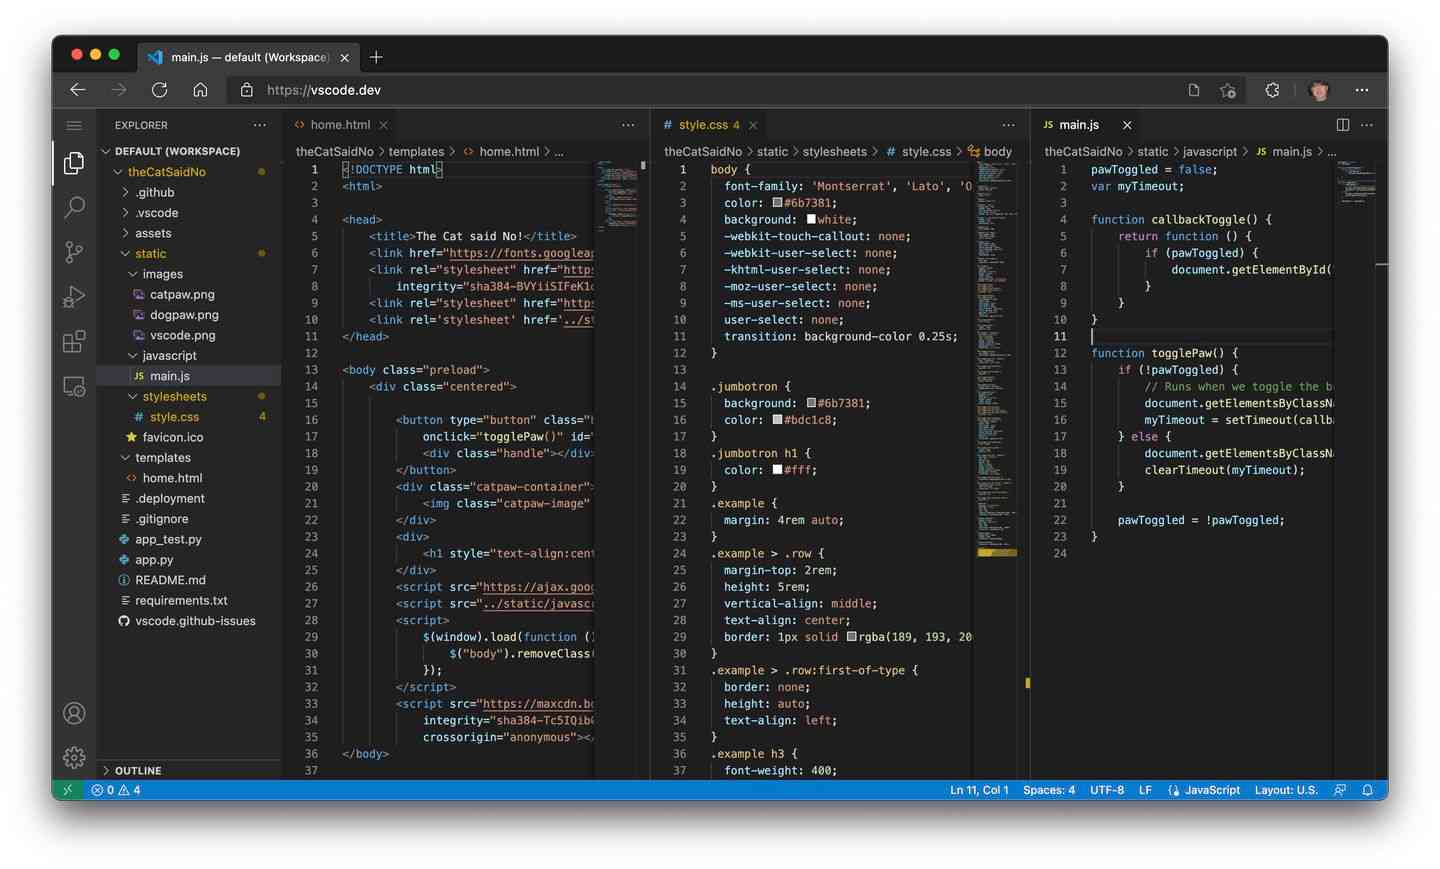 main.js — default (Workspace)
https://vscode.dev
EXPLORER
DEFAULT (WORKSPACE)
theCatSaidNo
.github
.vscode
assets
static
images
catpaw.png
dogpaw.png
vscode.png
javascript
JS main.js
stylesheets
# style.css 4
favicon.ico
templates
home.html
.deployment
.gitignore
app_test.py
app.py
README.md
requirements.txt
vscode.github-issues
OUTLINE
home.html
theCatSaidNo > templates > home.html > ...
1 <!DOCTYPE html>
2 <html>
3
4 <head>
5 <title>The Cat said No!</title>
6 <link href="https://fonts.googleap
7 <link rel="stylesheet" href="https
8 integrity="sha384-BVYiiSIFeK1d
9 <link rel="stylesheet" href="https
10 <link rel='stylesheet' href='../st
11 </head>
12
13 <body class="preload">
14 <div class="centered">
15
16 <button type="button" class="
17 onclick="togglePaw()" id="
18 <div class="handle"></div>
19 </button>
20 <div class="catpaw-container">
21 <img class="catpaw-image"
22 </div>
23 <div>
24 <h1 style="text-align:cent
25 </div>
26 <script src="https://ajax.goog
27 <script src="../static/javascr
28 <script>
29 $(window).load(function ()
30 $("body").removeClass(
31 });
32 </script>
33 <script src="https://maxcdn.bo
34 integrity="sha384-Tc5IQib
35 crossorigin="anonymous"></
36 </body>
37
# style.css 4
theCatSaidNo > static > stylesheets > # style.css > body
1 body {
2 font-family: 'Montserrat', 'Lato', 'O
3 color: #6b7381;
4 background: white;
5 -webkit-touch-callout: none;
6 -webkit-user-select: none;
7 -khtml-user-select: none;
8 -moz-user-select: none;
9 -ms-user-select: none;
10 user-select: none;
11 transition: background-color 0.25s;
12 }
13
14 .jumbotron {
15 background: #6b7381;
16 color: #bdc1c8;
17 }
18 .jumbotron h1 {
19 color: #fff;
20 }
21 .example {
22 margin: 4rem auto;
23 }
24 .example > .row {
25 margin-top: 2rem;
26 height: 5rem;
27 vertical-align: middle;
28 text-align: center;
29 border: 1px solid rgba(189, 193, 20
30 }
31 .example > .row:first-of-type {
32 border: none;
33 height: auto;
34 text-align: left;
35 }
36 .example h3 {
37 font-weight: 400;
JS main.js
theCatSaidNo > static > javascript > JS main.js > ...
1 pawToggled = false;
2 var myTimeout;
3
4 function callbackToggle() {
5 return function () {
6 if (pawToggled) {
7 document.getElementById(
8 }
9 }
10 }
11
12 function togglePaw() {
13 if (!pawToggled) {
14 // Runs when we toggle the b
15 document.getElementsByClassNa
16 myTimeout = setTimeout(callb
17 } else {
18 document.getElementsByClassNa
19 clearTimeout(myTimeout);
20 }
21
22 pawToggled = !pawToggled;
23 }
24
0 4
Ln 11, Col 1 Spaces: 4 UTF-8 LF JavaScript Layout: U.S.